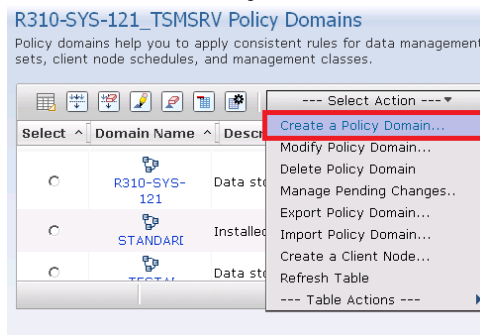 R310-SYS-121_TSMSRV Policy Domains
Policy domains help you to apply consistent rules for data management
sets, client node schedules, and management classes.
--- Select Action ---
Select ^ Domain Name ^ Descr
Create a Policy Domain...
Modify Policy Domain...
Delete Policy Domain
Manage Pending Changes..
Export Policy Domain...
Import Policy Domain...
Create a Client Node...
Refresh Table
--- Table Actions ---
R310-SYS-
121
Data sto
STANDARD
Installed
Data sto